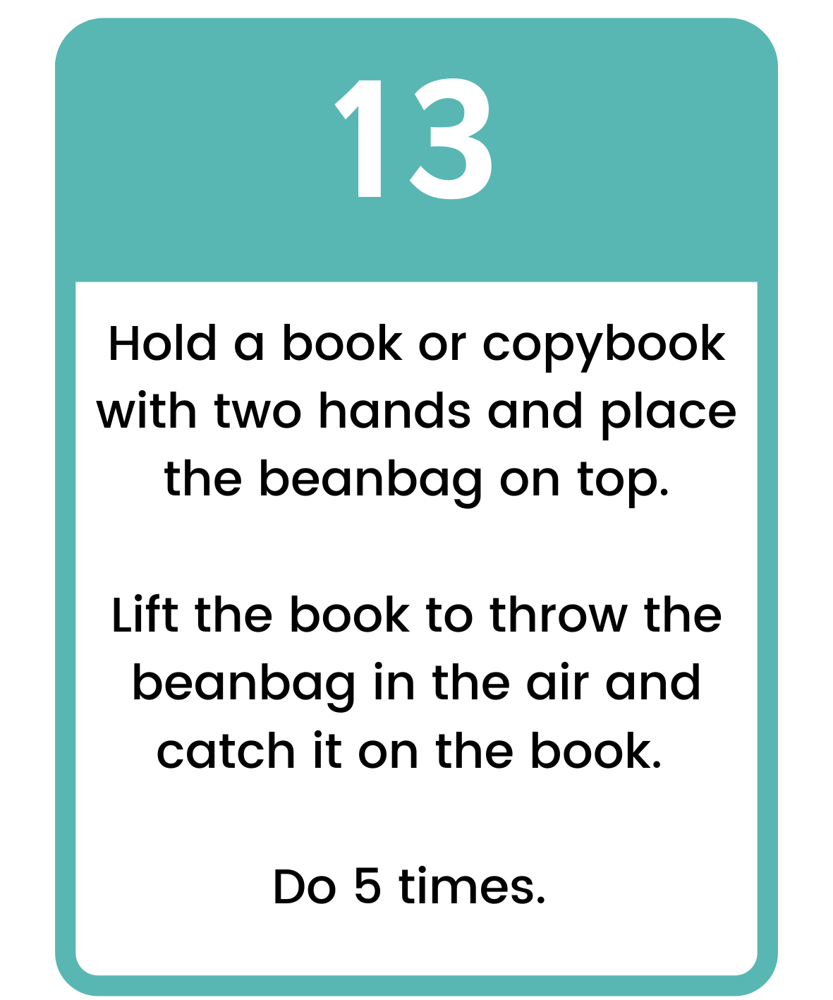 13
Hold a book or copybook
with two hands and place
the beanbag on top.
Lift the book to throw the
beanbag in the air and
catch it on the book.
Do 5 times.